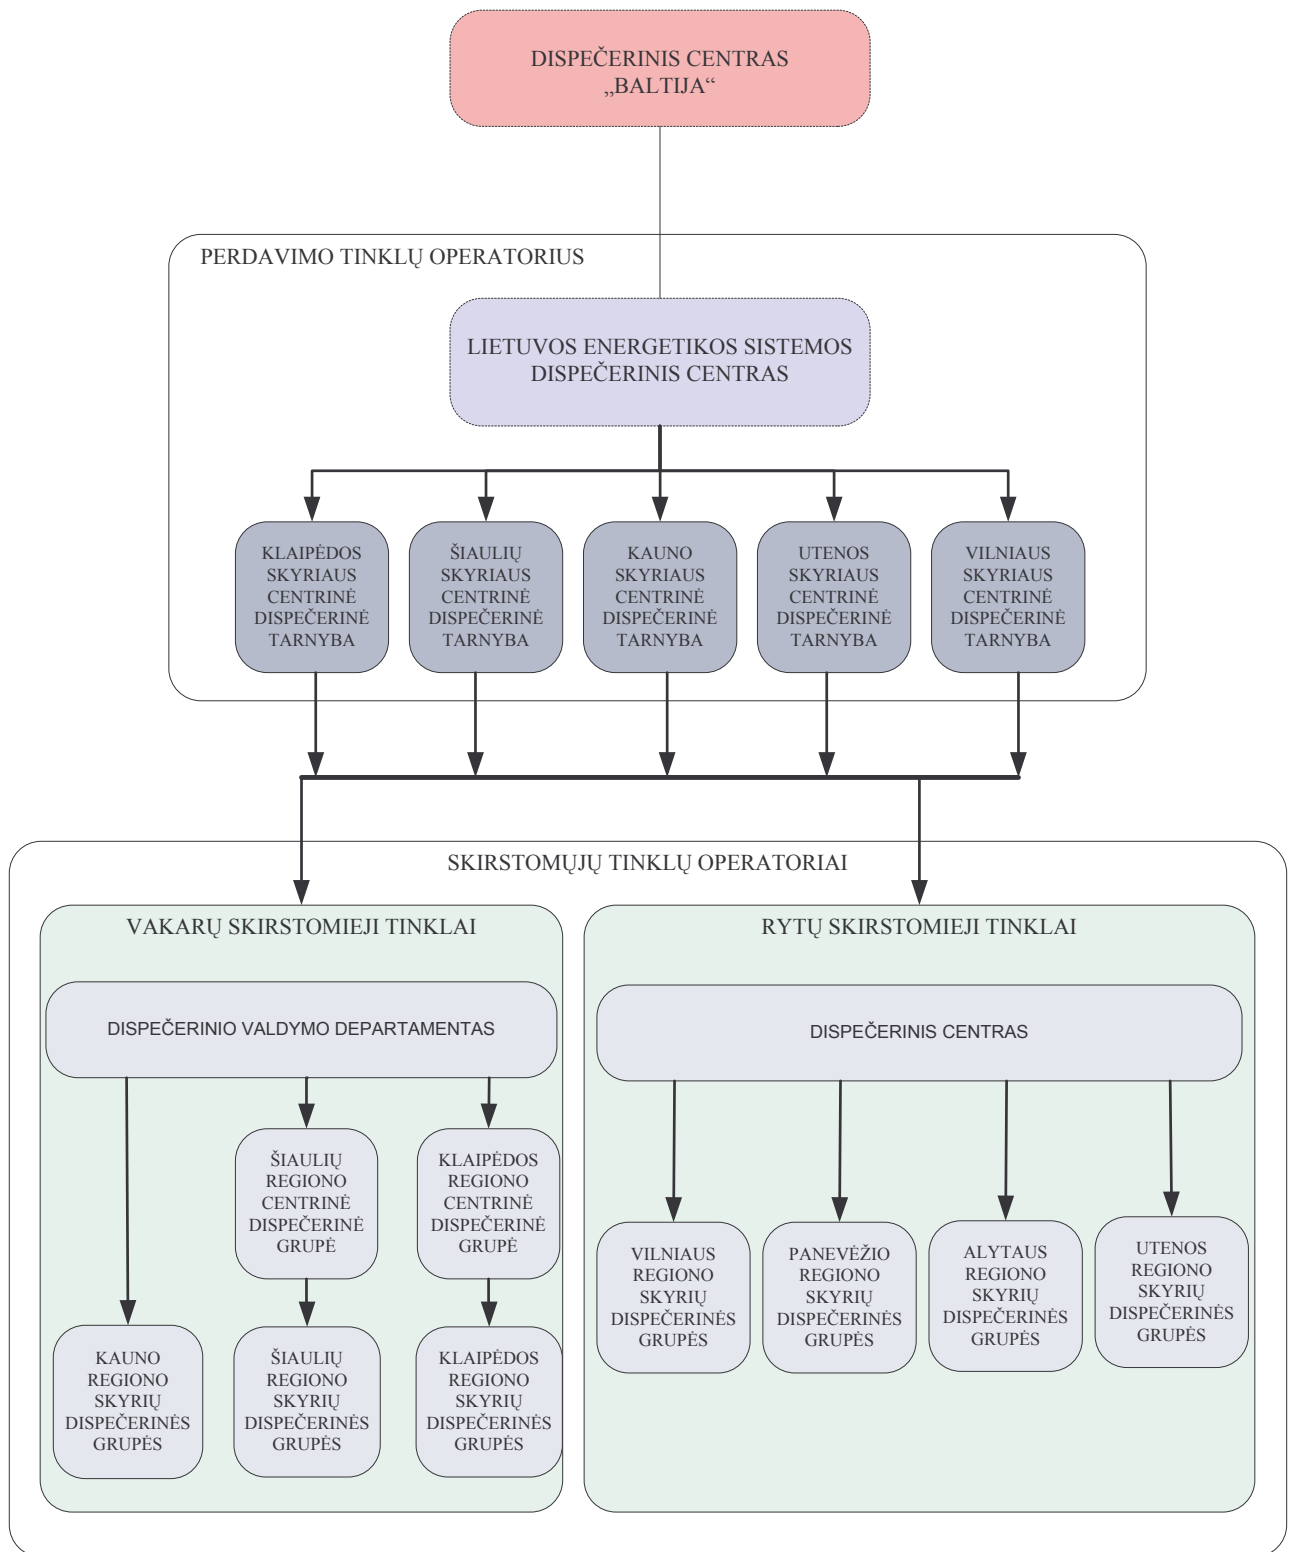 DISPEČERINIS CENTRAS
„BALTIJA“
PERDAVIMO TINKLŲ OPERATORIUS
LIETUVOS ENERGETIKOS SISTEMOS
DISPEČERINIS CENTRAS
KLAIPĖDOS
SKYRIAUS
CENTRINĖ
DISPEČERINĖ
TARNYBA
ŠIAULIŲ
SKYRIAUS
CENTRINĖ
DISPEČERINĖ
TARNYBA
KAUNO
SKYRIAUS
CENTRINĖ
DISPEČERINĖ
TARNYBA
UTENOS
SKYRIAUS
CENTRINĖ
DISPEČERINĖ
TARNYBA
VILNIAUS
SKYRIAUS
CENTRINĖ
DISPEČERINĖ
TARNYBA
SKIRSTOMŲJŲ TINKLŲ OPERATORIAI
VAKARŲ SKIRSTOMIEJI TINKLAI
DISPEČERINIO VALDYMO DEPARTAMENTAS
ŠIAULIŲ
REGIONO
CENTRINĖ
DISPEČERINĖ
GRUPĖ
KLAIPĖDOS
REGIONO
CENTRINĖ
DISPEČERINĖ
GRUPĖ
KAUNO
REGIONO
SKYRIŲ
DISPEČERINĖS
GRUPĖS
ŠIAULIŲ
REGIONO
SKYRIŲ
DISPEČERINĖS
GRUPĖS
KLAIPĖDOS
REGIONO
SKYRIŲ
DISPEČERINĖS
GRUPĖS
RYTŲ SKIRSTOMIEJI TINKLAI
DISPEČERINIS CENTRAS
VILNIAUS
REGIONO
SKYRIŲ
DISPEČERINĖS
GRUPĖS
PANEVĖŽIO
REGIONO
SKYRIŲ
DISPEČERINĖS
GRUPĖS
ALYTAUS
REGIONO
SKYRIŲ
DISPEČERINĖS
GRUPĖS
UTENOS
REGIONO
SKYRIŲ
DISPEČERINĖS
GRUPĖS